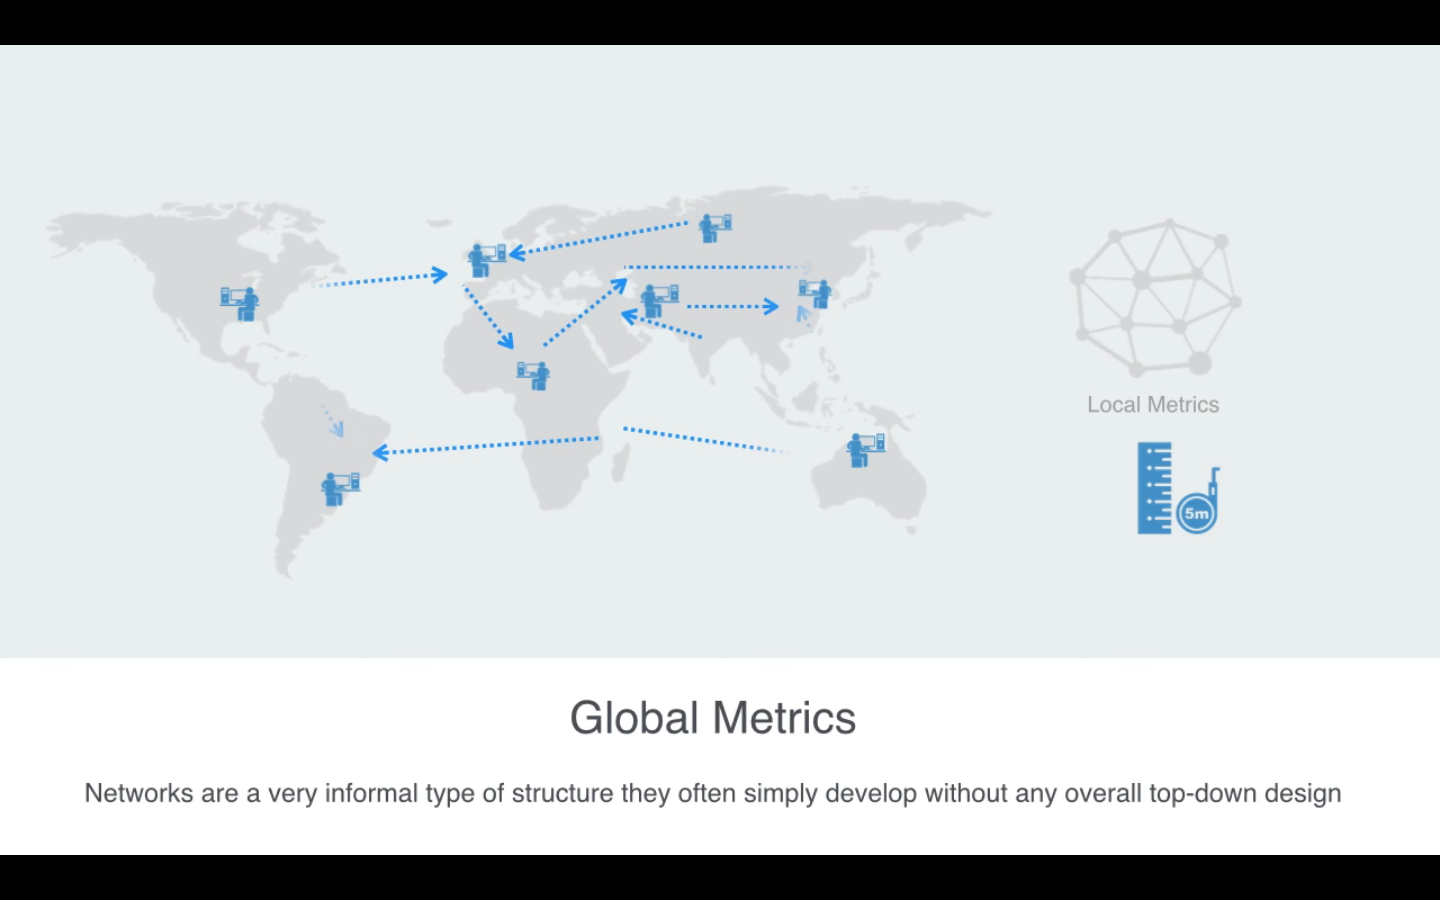 Local Metrics
5m
Global Metrics
Networks are a very informal type of structure they often simply develop without any overall top-down design